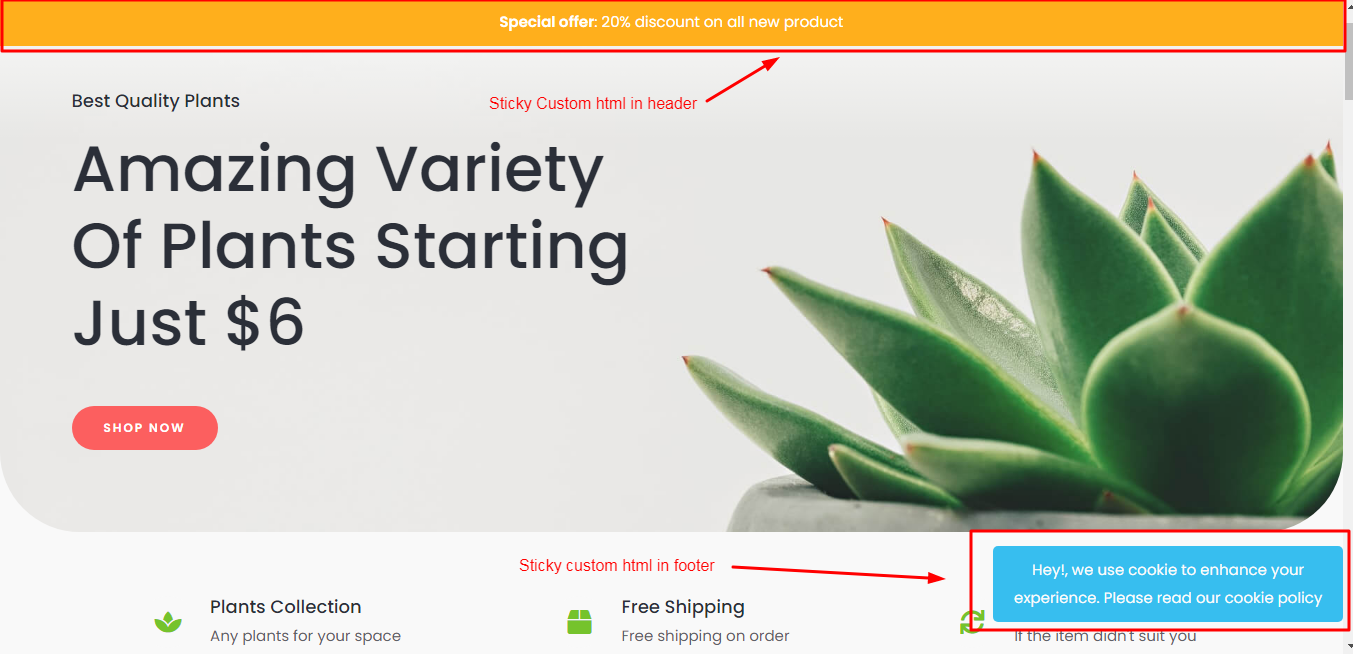 Special offer: 20% discount on all new product
Best Quality Plants
Sticky Custom html in header
Amazing Variety
Of Plants Starting
Just $6
SHOP NOW
Sticky custom html in footer
Hey!, we use cookie to enhance your
experience. Please read our cookie policy
Plants Collection
Any plants for your space
Free Shipping
Free shipping on order
If the item didn't suit you